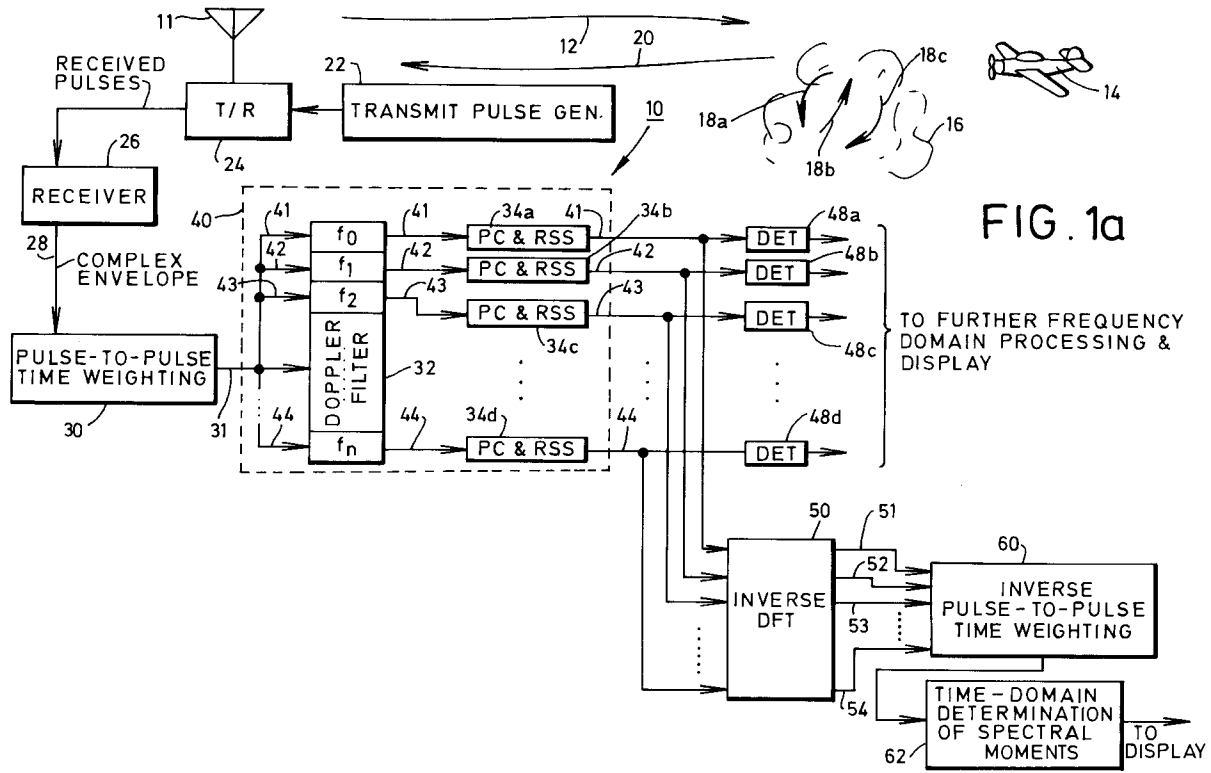 11
12
20
RECEIVED
PULSES
22
T/R
TRANSMIT PULSE GEN.
24
10
18a
18b
18c
16
14
26
RECEIVER
28
COMPLEX
ENVELOPE
FIG. 1a
40
41
f0
41
34a
PC & RSS
41
34b
48a
DET
42
f1
42
PC & RSS
42
48b
DET
43
f2
43
PC & RSS
43
34c
DET
48c
PULSE-TO-PULSE
TIME WEIGHTING
30
31
DOPPLER
FILTER
32
TO FURTHER FREQUENCY
DOMAIN PROCESSING &
DISPLAY
44
fn
44
34d
PC & RSS
44
48d
DET
50
INVERSE
DFT
51
52
53
54
60
INVERSE
PULSE-TO-PULSE
TIME WEIGHTING
62
TIME-DOMAIN
DETERMINATION
OF SPECTRAL
MOMENTS
TO
DISPLAY